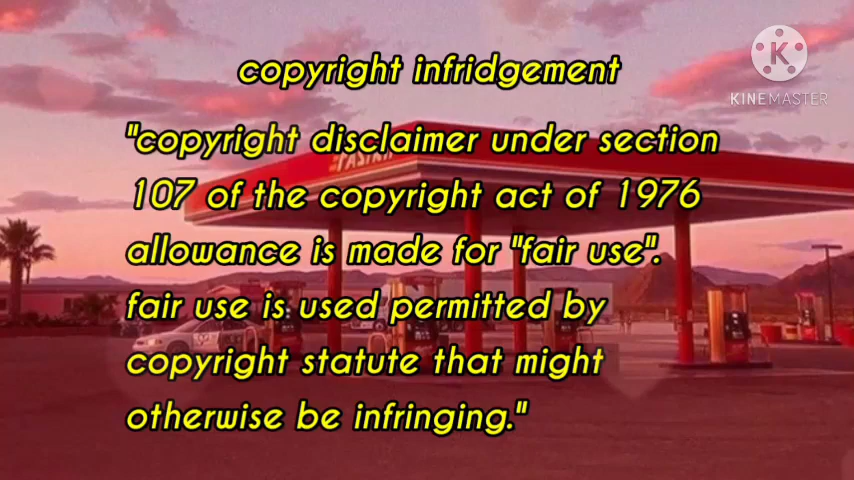 copyright infridgement
KINEMASTER
"copyright disclaimer under section
107 of the copyright act of 1976
allowance is made for "fair use".
fair use is used permitted by
copyright statute that might
otherwise be infringing."